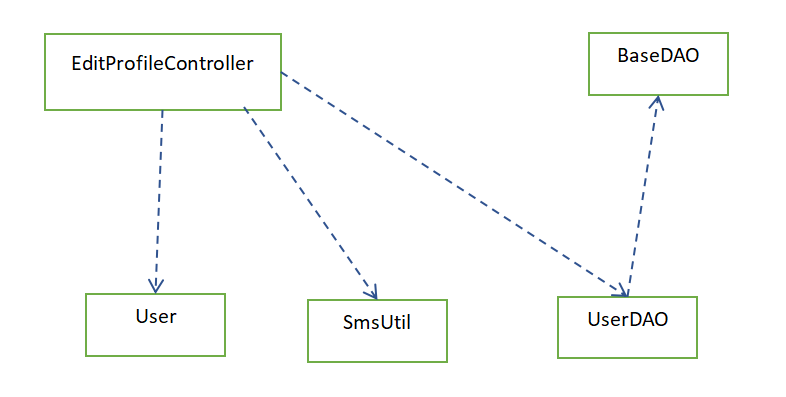 EditProfileController
BaseDAO
User
SmsUtil
UserDAO